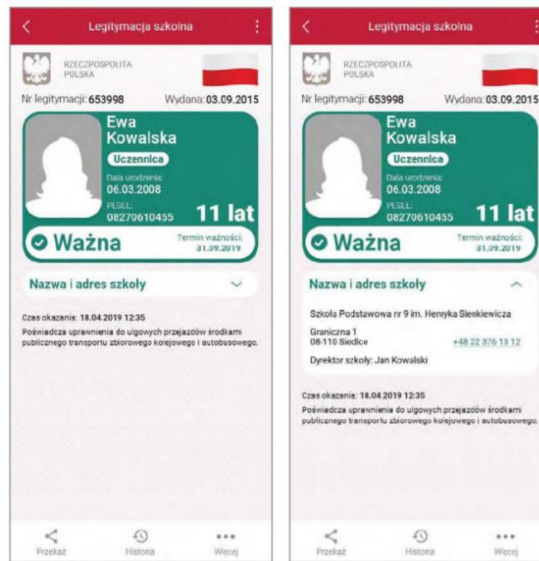 Legitymacja szkolna
RZECZPOSPOLITA
POLSKA
Nr legitymacji: 653998 Wydana: 03.09.2015
Ewa
Kowalska
Uczennica
Data urodzenia:
06.03.2008
PESEL:
08270610455
11 lat
Ważna
Termin ważności:
31.09.2019
Nazwa i adres szkoły
Czas okazania: 18.04.2019 12:35
Poświadcza uprawnienia do ulgowych przejazdów środkami
publicznego transportu zbiorowego kolejowego i autobusowego.
Przekaż Historia Więcej
Legitymacja szkolna
RZECZPOSPOLITA
POLSKA
Nr legitymacji: 653998 Wydana: 03.09.2015
Ewa
Kowalska
Uczennica
Data urodzenia:
06.03.2008
PESEL:
08270610455
11 lat
Ważna
Termin ważności:
31.09.2019
Nazwa i adres szkoły
Szkoła Podstawowa nr 9 im. Henryka Sienkiewicza
Graniczna 1
08-110 Siedlce +48 22 376 13 12
Dyrektor szkoły: Jan Kowalski
Czas okazania: 18.04.2019 12:35
Poświadcza uprawnienia do ulgowych przejazdów środkami
publicznego transportu zbiorowego kolejowego i autobusowego.
Przekaż Historia Więcej